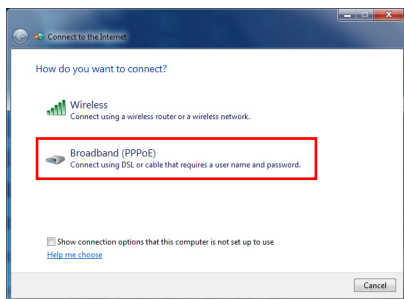 Connect to the Internet
How do you want to connect?
Wireless
Connect using a wireless router or a wireless network.
Broadband (PPPoE)
Connect using DSL or cable that requires a user name and password.
Show connection options that this computer is not set up to use
Help me choose
Cancel